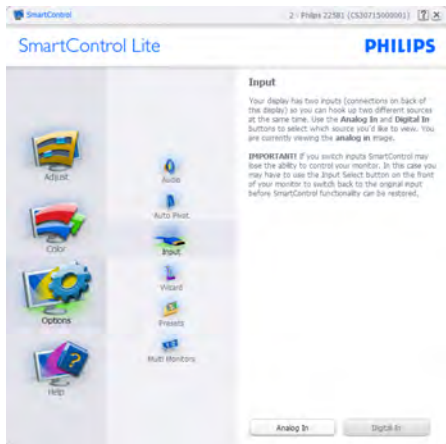 SmartControl
2 - Philips 225B1 (CS30715000001)
SmartControl Lite
PHILIPS
Adjust
Color
Options
Help
Audio
Auto Pivot
Input
Wizard
Presets
Multi Monitors
Input
Your display has two inputs (connections on back of
display) so you can hook up two different sources
at the same time. Use the Analog In and Digital In
buttons to select which source you'd like to view. You
are currently viewing the analog in image.
IMPORTANT! If you switch inputs SmartControl may
lose the ability to control your monitor. In this case you
may have to use the Input Select button on the front
of your monitor to switch back to the original input
before SmartControl functionality can be restored.
Analog In
Digital In